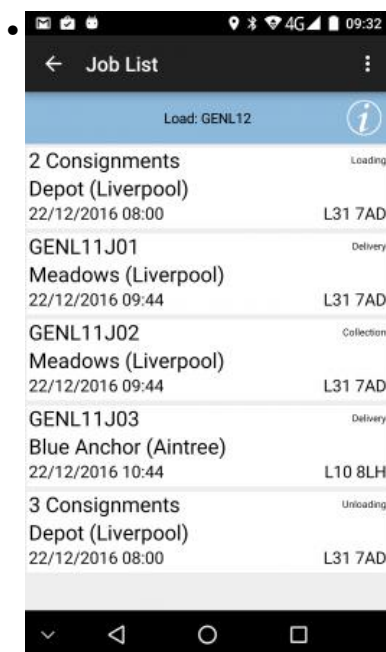 4G 09:32
Job List
Load: GENL12
i
2 Consignments Loading
Depot (Liverpool)
22/12/2016 08:00 L31 7AD
GENL11J01 Delivery
Meadows (Liverpool)
22/12/2016 09:44 L31 7AD
GENL11J02 Collection
Meadows (Liverpool)
22/12/2016 09:44 L31 7AD
GENL11J03 Delivery
Blue Anchor (Aintree)
22/12/2016 10:44 L10 8LH
3 Consignments Unloading
Depot (Liverpool)
22/12/2016 08:00 L31 7AD